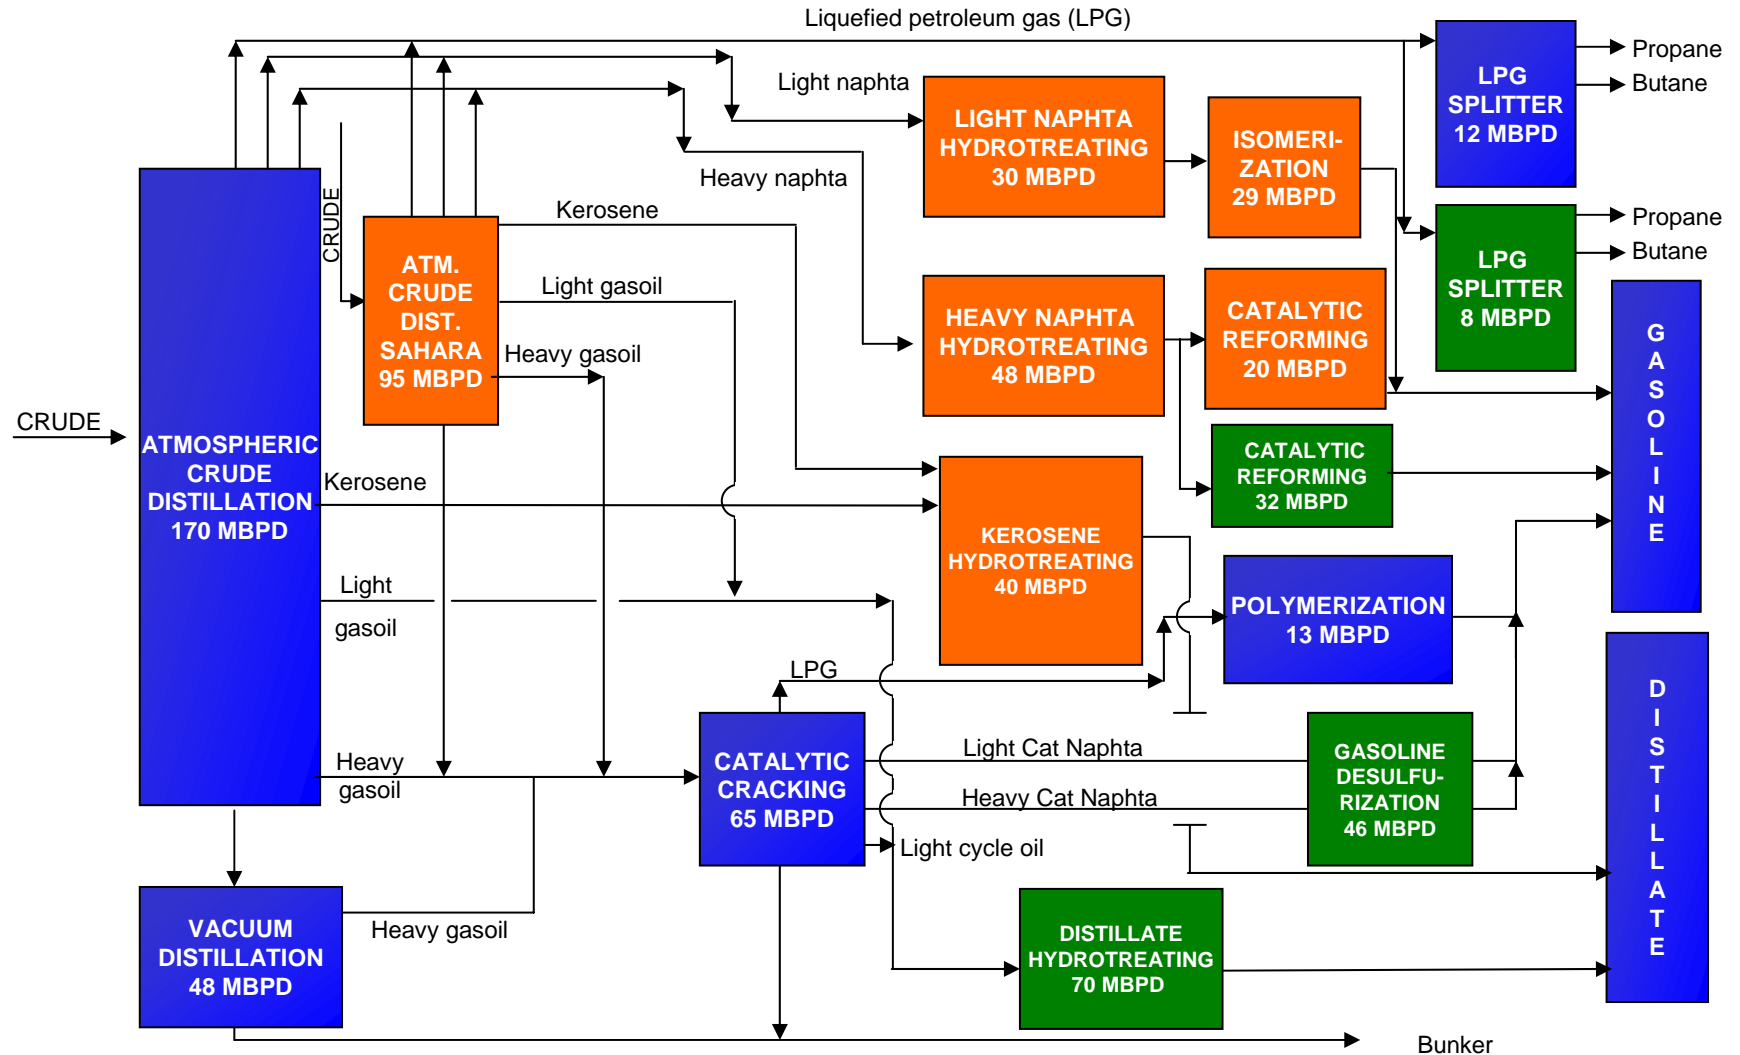 Liquefied petroleum gas (LPG)
LPG
SPLITTER
12 MBPD
Propane
Butane
Light naphta
LIGHT NAPHTA
HYDROTREATING
30 MBPD
ISOMERI-
ZATION
29 MBPD
Heavy naphta
CRUDE
Kerosene
Propane
Butane
LPG
SPLITTER
8 MBPD
ATM.
CRUDE
DIST.
SAHARA
95 MBPD
Light gasoil
Heavy gasoil
HEAVY NAPHTA
HYDROTREATING
48 MBPD
CATALYTIC
REFORMING
20 MBPD
GASOLINE
CRUDE
ATMOSPHERIC
CRUDE
DISTILLATION
170 MBPD
Kerosene
CATALYTIC
REFORMING
32 MBPD
KEROSENE
HYDROTREATING
40 MBPD
Light
gasoil
POLYMERIZATION
13 MBPD
LPG
DISTILLATE
Heavy
gasoil
CATALYTIC
CRACKING
65 MBPD
Light Cat Naphta
Heavy Cat Naphta
GASOLINE
DESULFU-
RIZATION
46 MBPD
Light cycle oil
VACUUM
DISTILLATION
48 MBPD
Heavy gasoil
DISTILLATE
HYDROTREATING
70 MBPD
Bunker